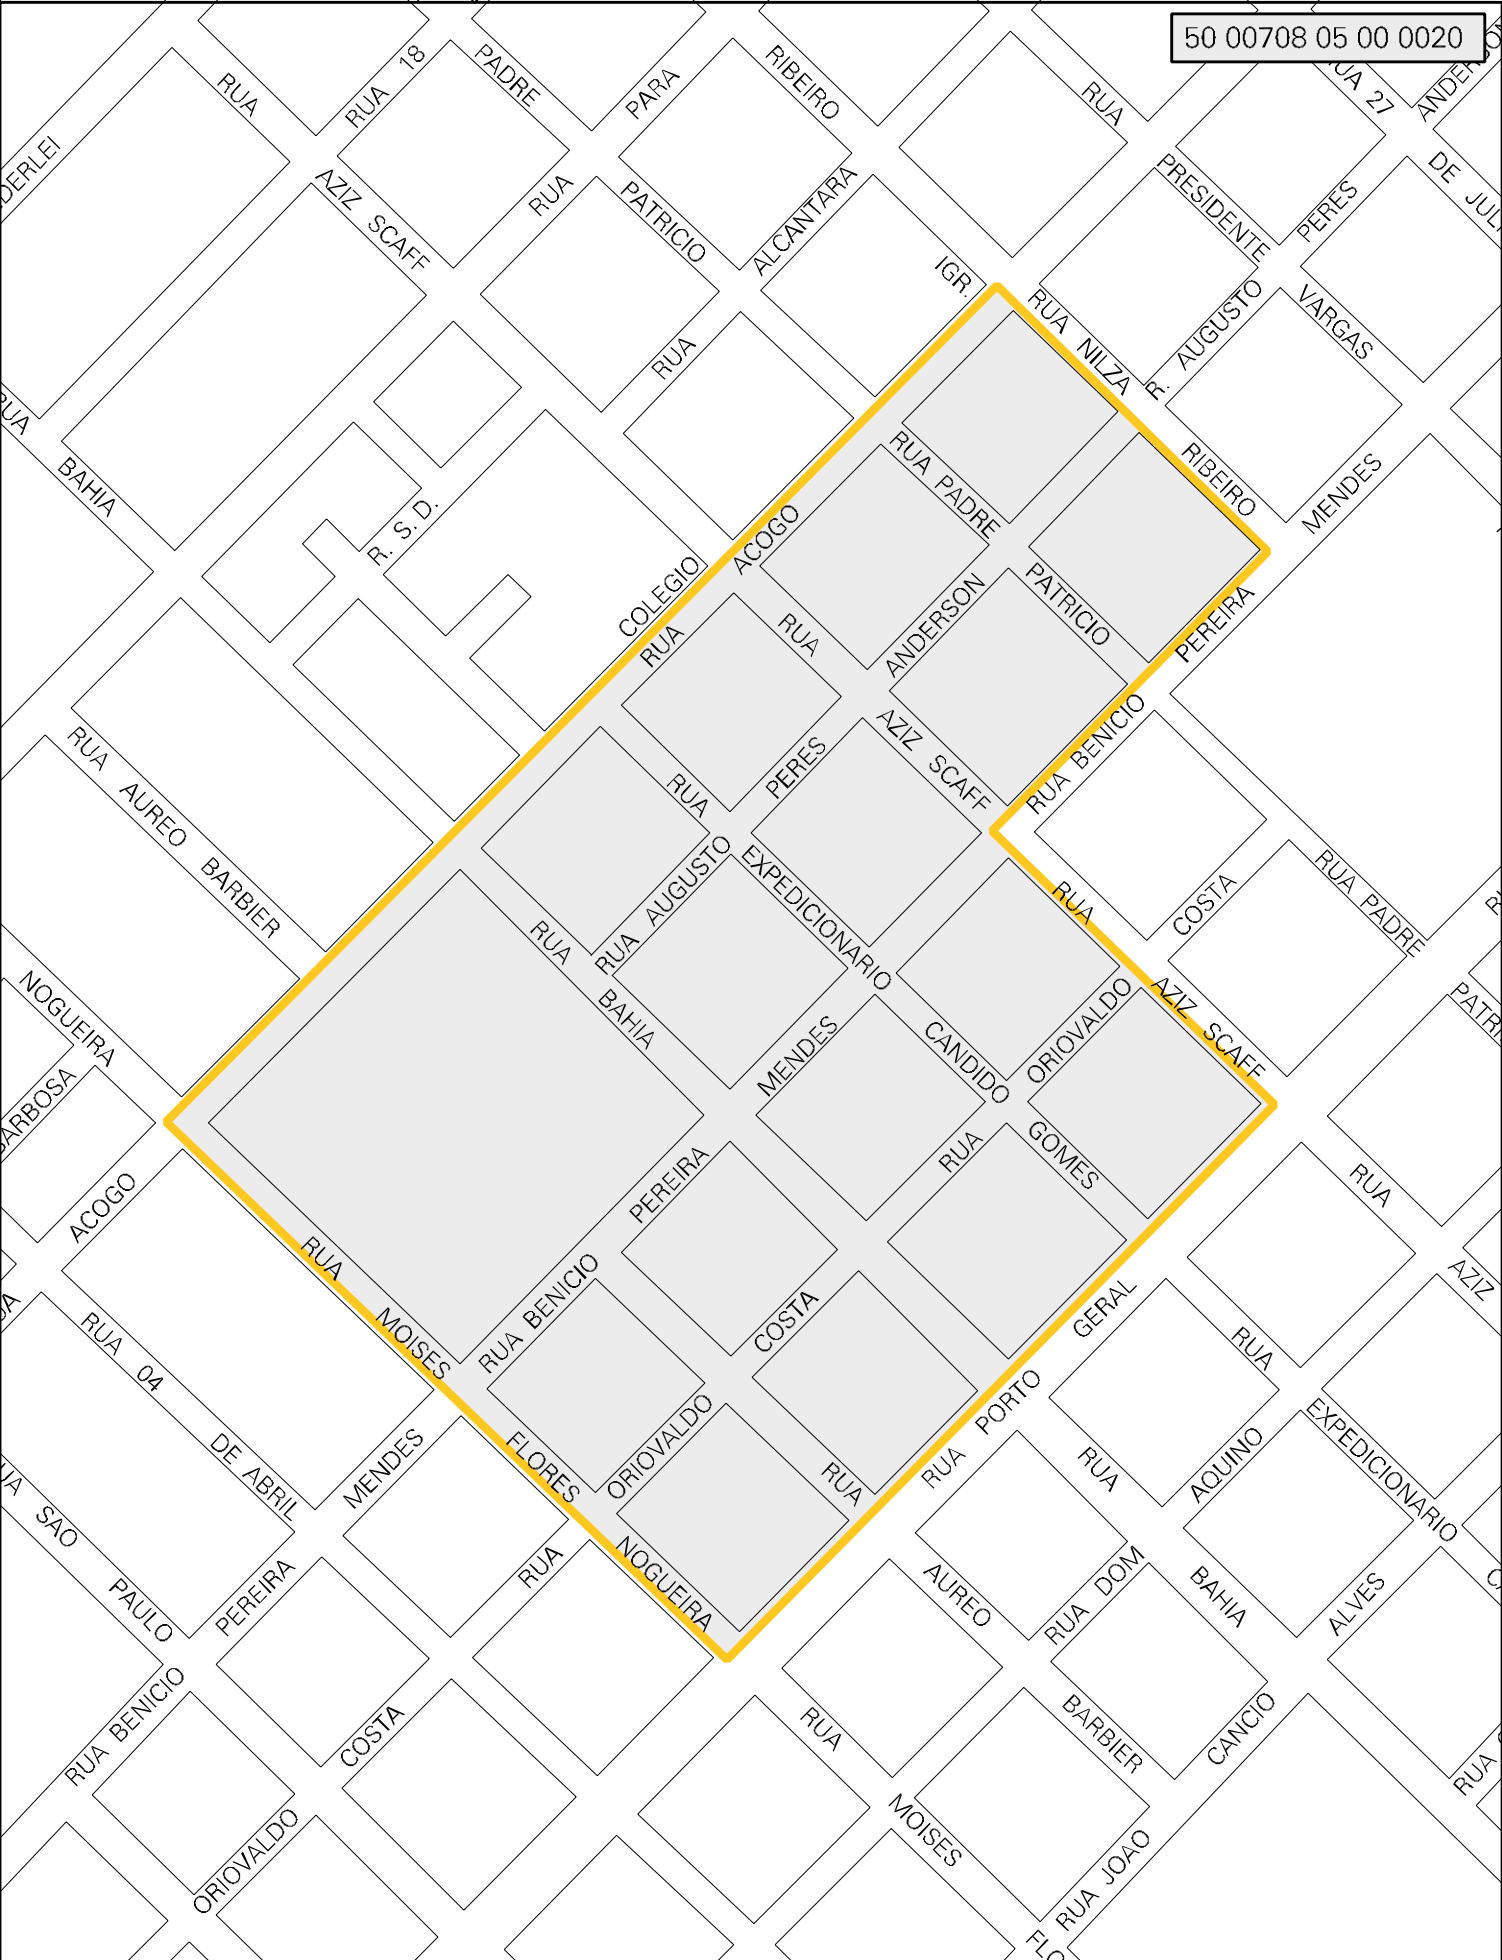 50 00708 05 00 0020
RUA
RUA 18
PADRE
PARA
RIBEIRO
RUA
RUA 27
DE
AZIZ SCAFF
RUA
PATRICIO
ALCANTARA
PRESIDENTE
PERES
IGR.
RUA NILZA
R.
AUGUSTO
VARGAS
RUA
RIBEIRO
MENDES
BAHIA
RUA PADRE
R. S. D.
ACOGO
COLEGIO
RUA
RUA
ANDERSON
PATRICIO
PEREIRA
RUA AUREO BARBIER
RUA
PERES
AZIZ SCAFF
RUA BENICIO
RUA AUGUSTO
EXPEDICIONARIO
RUA
COSTA
RUA PADRE
RUA
BAHIA
NOGUEIRA
MENDES
CANDIDO
ORIOVALDO
AZIZ SCAFF
ACOGO
PEREIRA
RUA
GOMES
RUA
AZIZ
RUA
MOISES
RUA BENICIO
COSTA
GERAL
RUA
RUA 04
DE ABRIL
MENDES
FLORES
ORIOVALDO
RUA
RUA PORTO
RUA
AQUINO
EXPEDICIONARIO
SAO
PAULO
PEREIRA
RUA
NOGUEIRA
AUREO
RUA DOM
BAHIA
ALVES
RUA BENICIO
COSTA
RUA
BARBIER
CANCIO
RUA
ORIOVALDO
MOISES
RUA JOAO